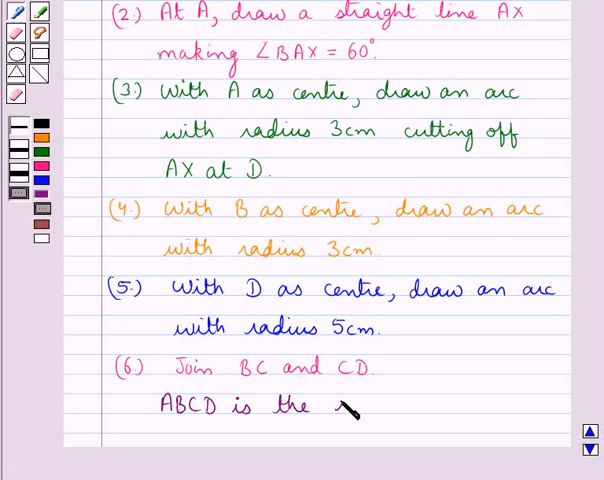 (2.) At A, draw a straight line AX
making ∠BAX = 60°.
(3.) With A as centre, draw an arc
with radius 3cm cutting off
AX at D.
(4.) With B as centre, draw an arc
with radius 3cm.
(5.) With D as centre, draw an arc
with radius 5cm.
(6.) Join BC and CD.
ABCD is the